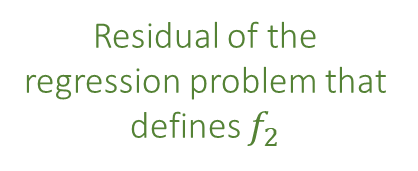 Residual of the
regression problem that
defines f₂